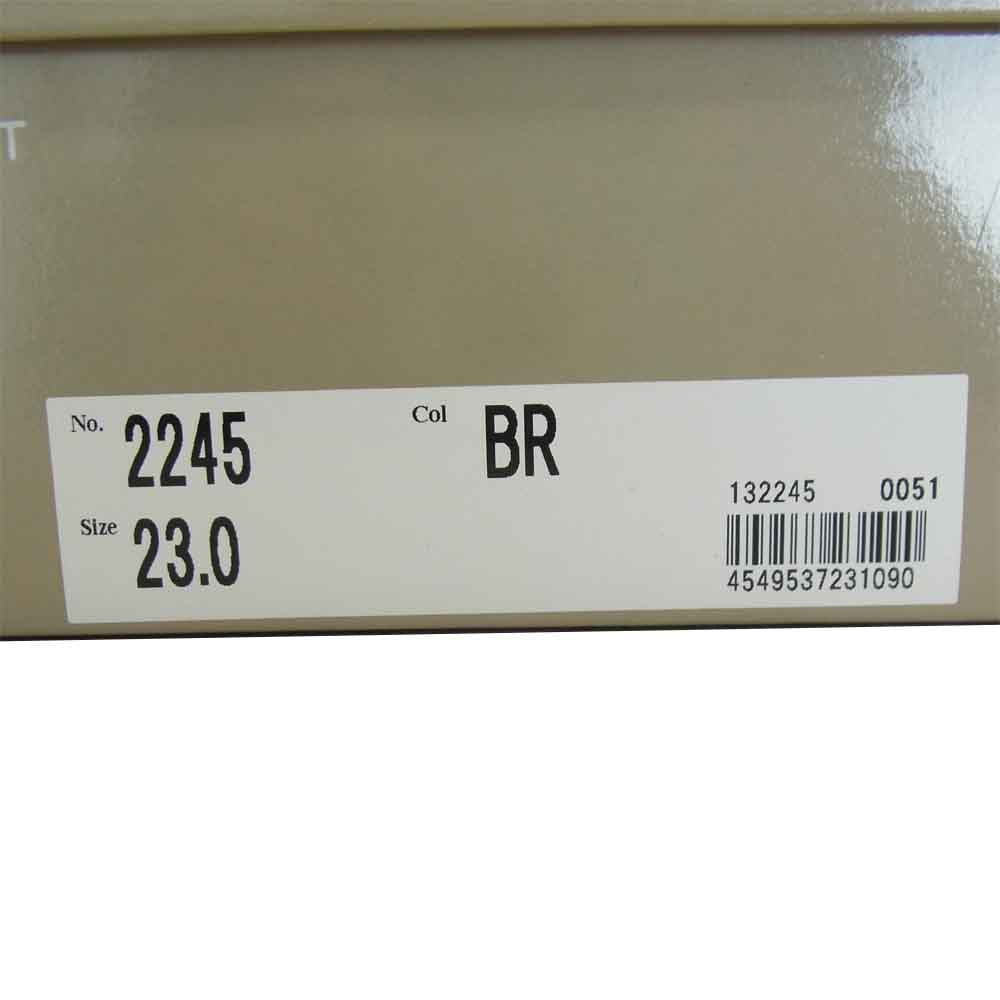 T
No. 2245 Col BR
Size 23.0
132245 0051
4549537231090